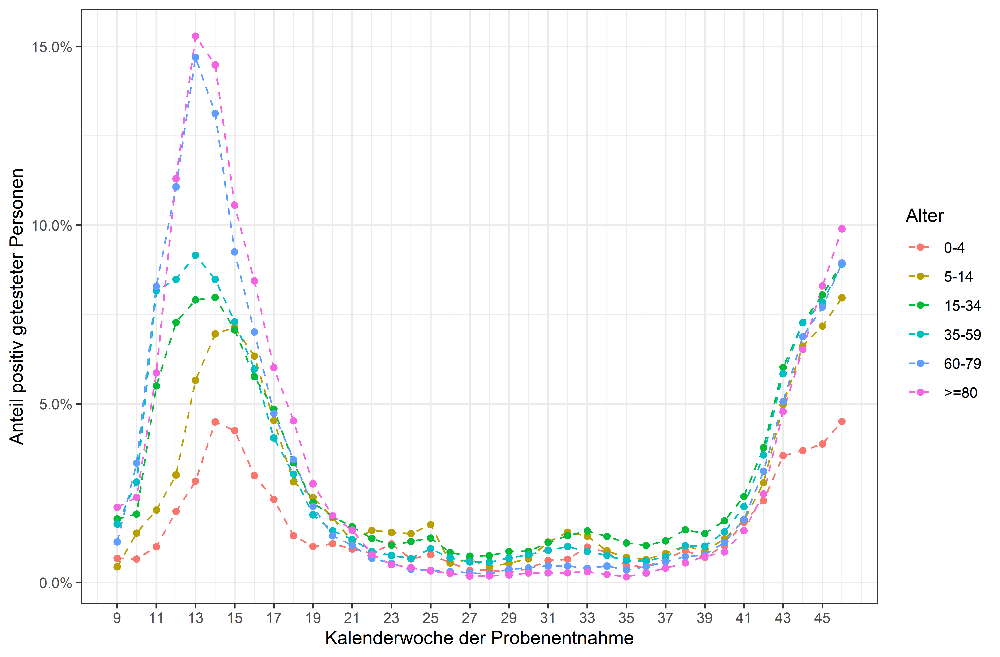 Anteil positiv getesteter Personen
15.0%
10.0%
5.0%
0.0%
9 11 13 15 17 19 21 23 25 27 29 31 33 35 37 39 41 43 45
Kalenderwoche der Probenentnahme
Alter
0-4
5-14
15-34
35-59
60-79
>=80